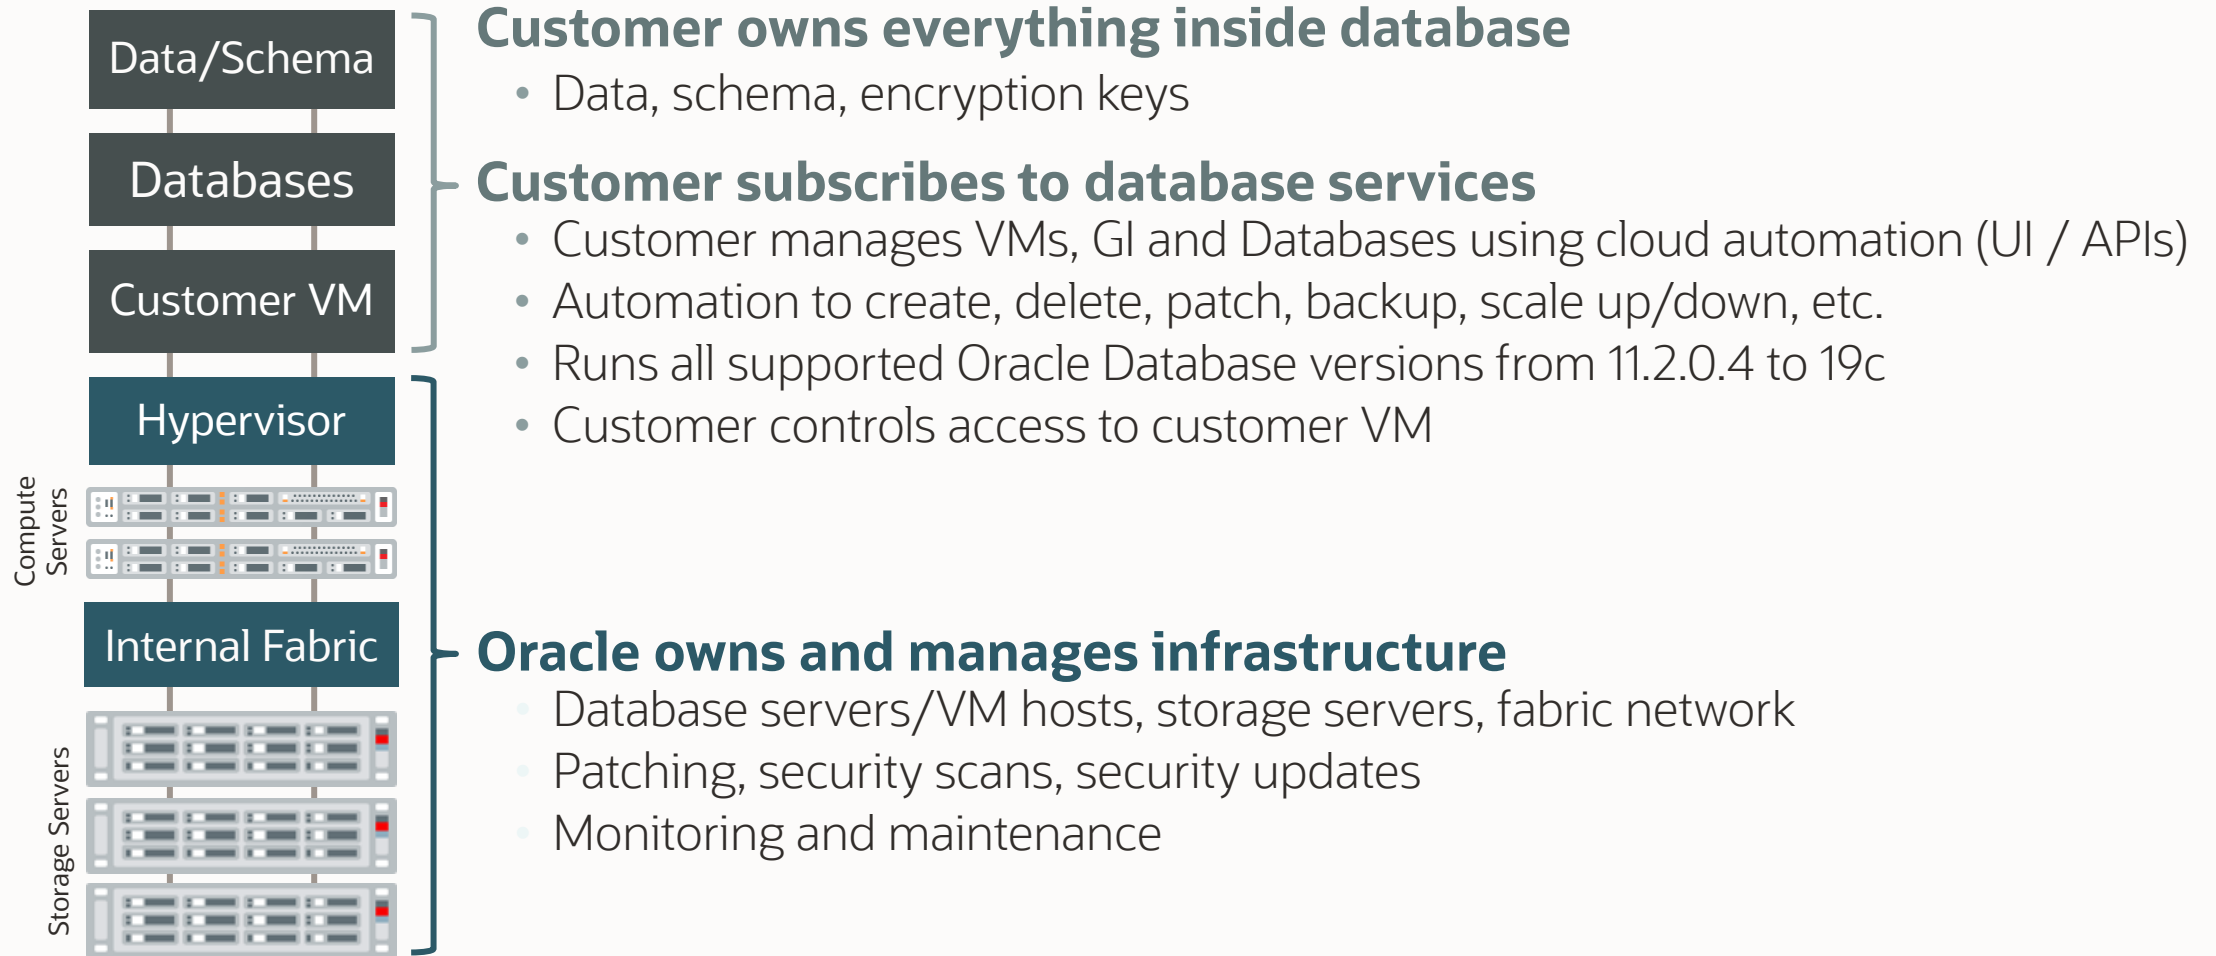 Data/Schema
Databases
Customer VM
Hypervisor
Compute
Servers
Internal Fabric
Storage Servers
Customer owns everything inside database
• Data, schema, encryption keys
Customer subscribes to database services
• Customer manages VMs, GI and Databases using cloud automation (UI / APIs)
• Automation to create, delete, patch, backup, scale up/down, etc.
• Runs all supported Oracle Database versions from 11.2.0.4 to 19c
• Customer controls access to customer VM
Oracle owns and manages infrastructure
• Database servers/VM hosts, storage servers, fabric network
• Patching, security scans, security updates
• Monitoring and maintenance